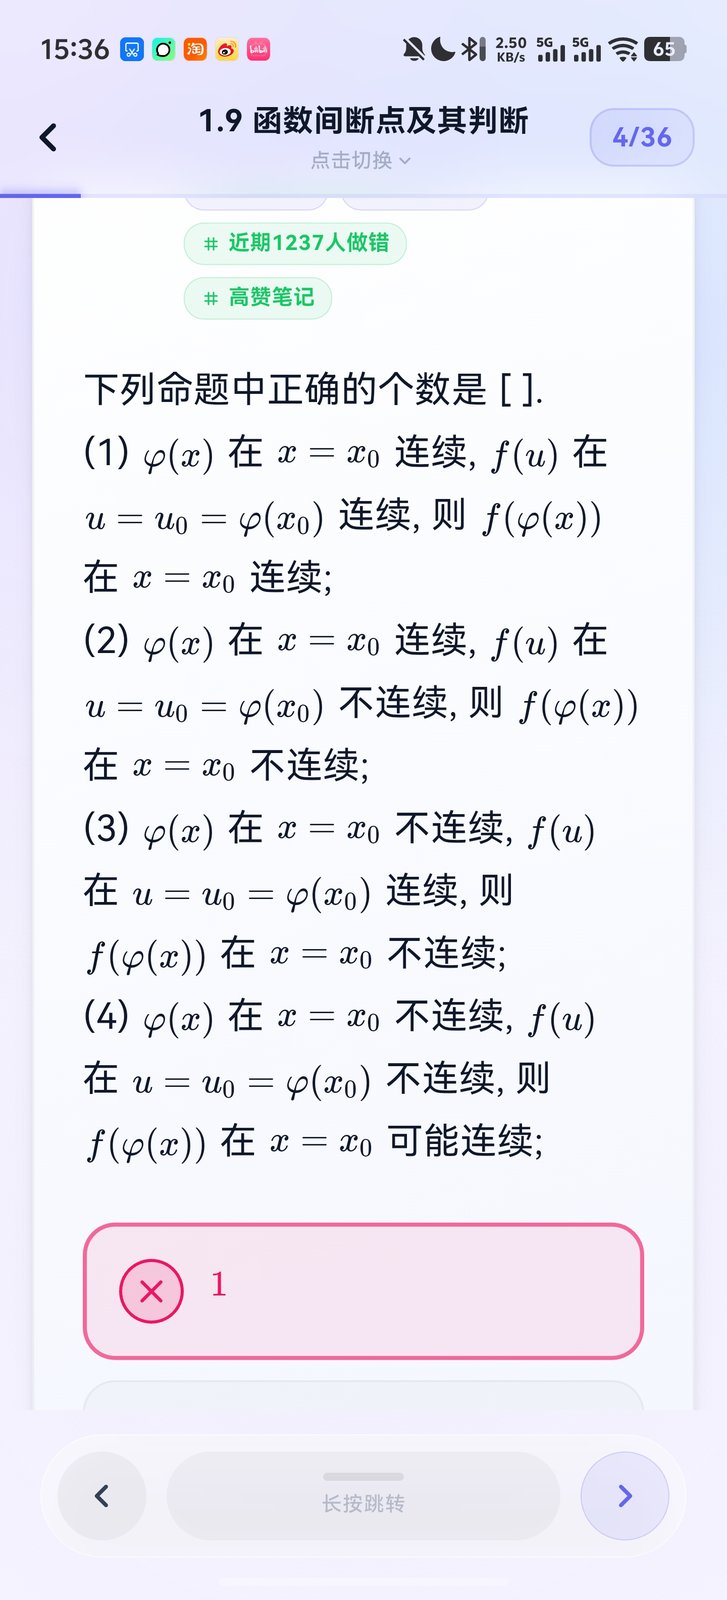 15:36 淘 bilibili 2.50 KB/s 5G 5G 65
1.9 函数间断点及其判断
点击切换
4/36
# 近期1237人做错
# 高赞笔记
下列命题中正确的个数是 [ ].
(1) φ(x) 在 x = x₀ 连续, f(u) 在
u = u₀ = φ(x₀) 连续, 则 f(φ(x))
在 x = x₀ 连续;
(2) φ(x) 在 x = x₀ 连续, f(u) 在
u = u₀ = φ(x₀) 不连续, 则 f(φ(x))
在 x = x₀ 不连续;
(3) φ(x) 在 x = x₀ 不连续, f(u)
在 u = u₀ = φ(x₀) 连续, 则
f(φ(x)) 在 x = x₀ 不连续;
(4) φ(x) 在 x = x₀ 不连续, f(u)
在 u = u₀ = φ(x₀) 不连续, 则
f(φ(x)) 在 x = x₀ 可能连续;
1
长按跳转